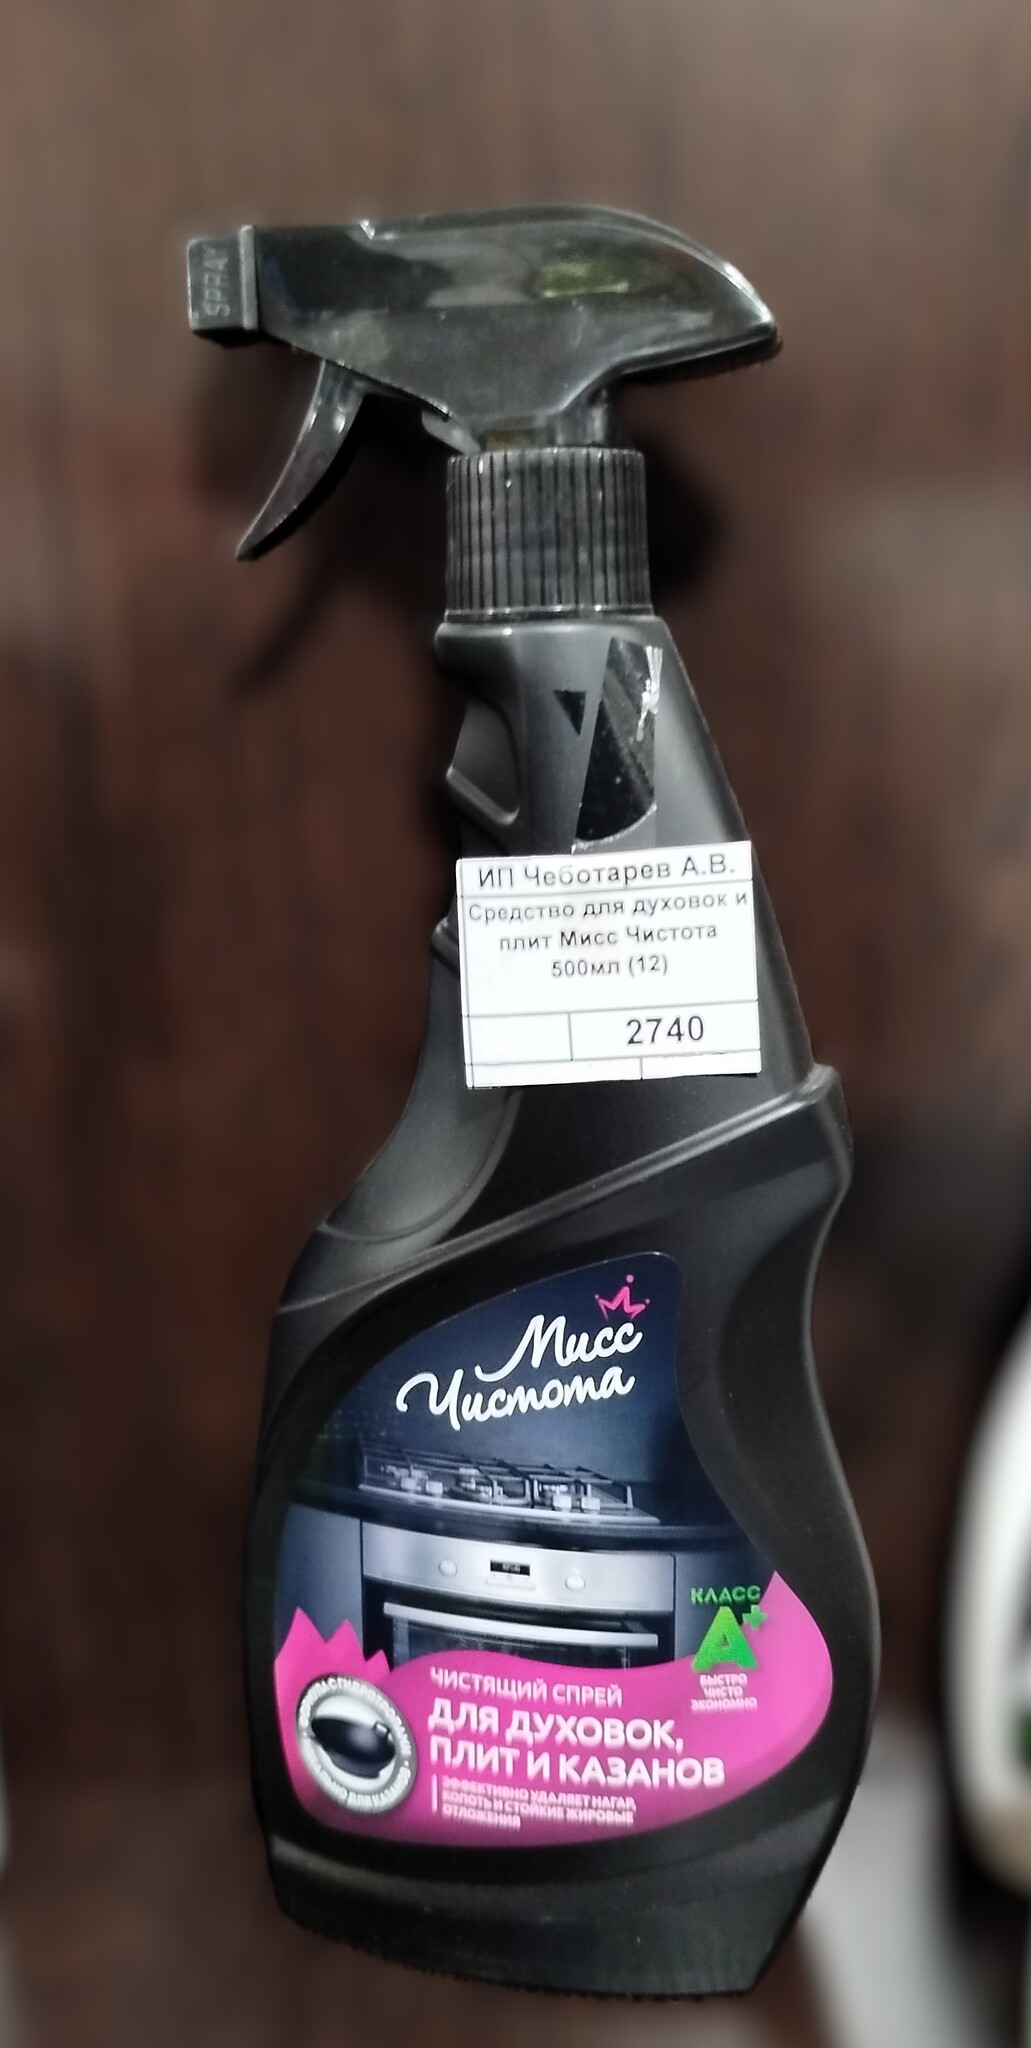 SPRAY
ИП Чеботарев А.В.
Средство для духовок и
плит Мисс Чистота
500мл (12)
2740
Мисс
Чистота
КЛАСС
А+
БЫСТРО
ЧИСТО
ЭКОНОМНО
ЧИСТЯЩИЙ СПРЕЙ
ДЛЯ ДУХОВОК,
ПЛИТ И КАЗАНОВ
ЭФФЕКТИВНО УДАЛЯЕТ НАГАР,
КОПОТЬ И СТОЙКИЕ ЖИРОВЫЕ
ОТЛОЖЕНИЯ